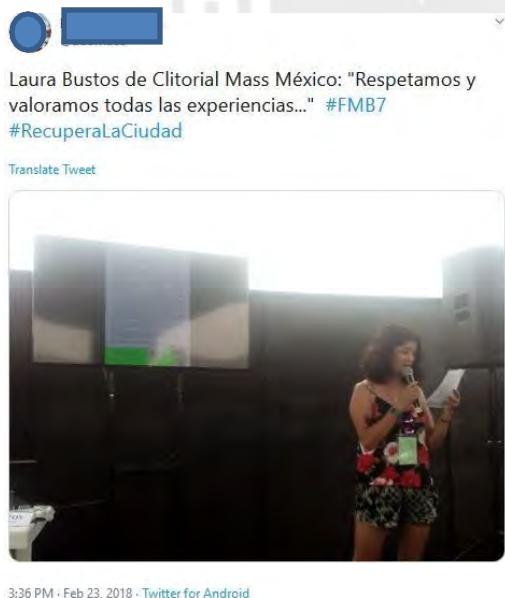 Laura Bustos de Clitorial Mass México: "Respetamos y
valoramos todas las experiencias..." #FMB7
#RecuperaLaCiudad
Translate Tweet
3:36 PM · Feb 23, 2018 · Twitter for Android